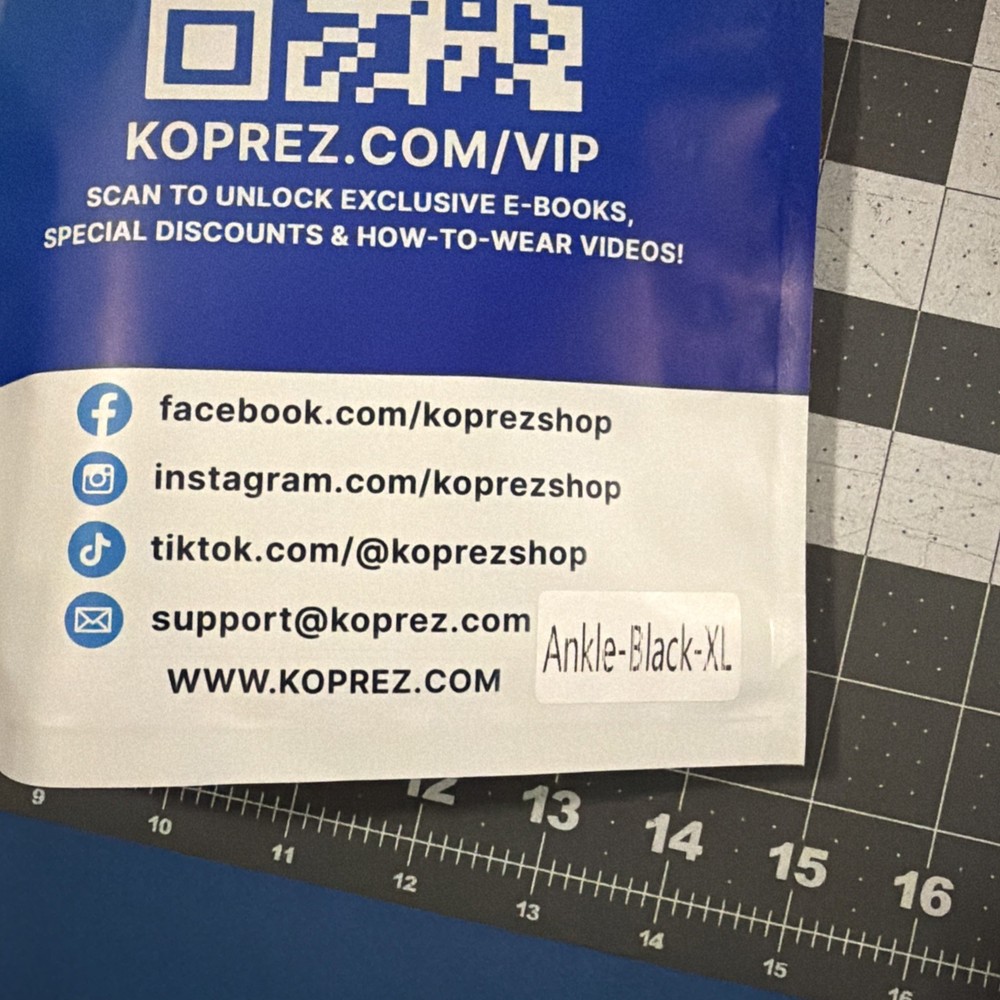 KOPREZ.COM/VIP
SCAN TO UNLOCK EXCLUSIVE E-BOOKS,
SPECIAL DISCOUNTS & HOW-TO-WEAR VIDEOS!
facebook.com/koprezshop
instagram.com/koprezshop
tiktok.com/@koprezshop
support@koprez.com
Ankle-Black-XL
WWW.KOPREZ.COM
12 13 14 15 16
9 10 11 12 13 14 15